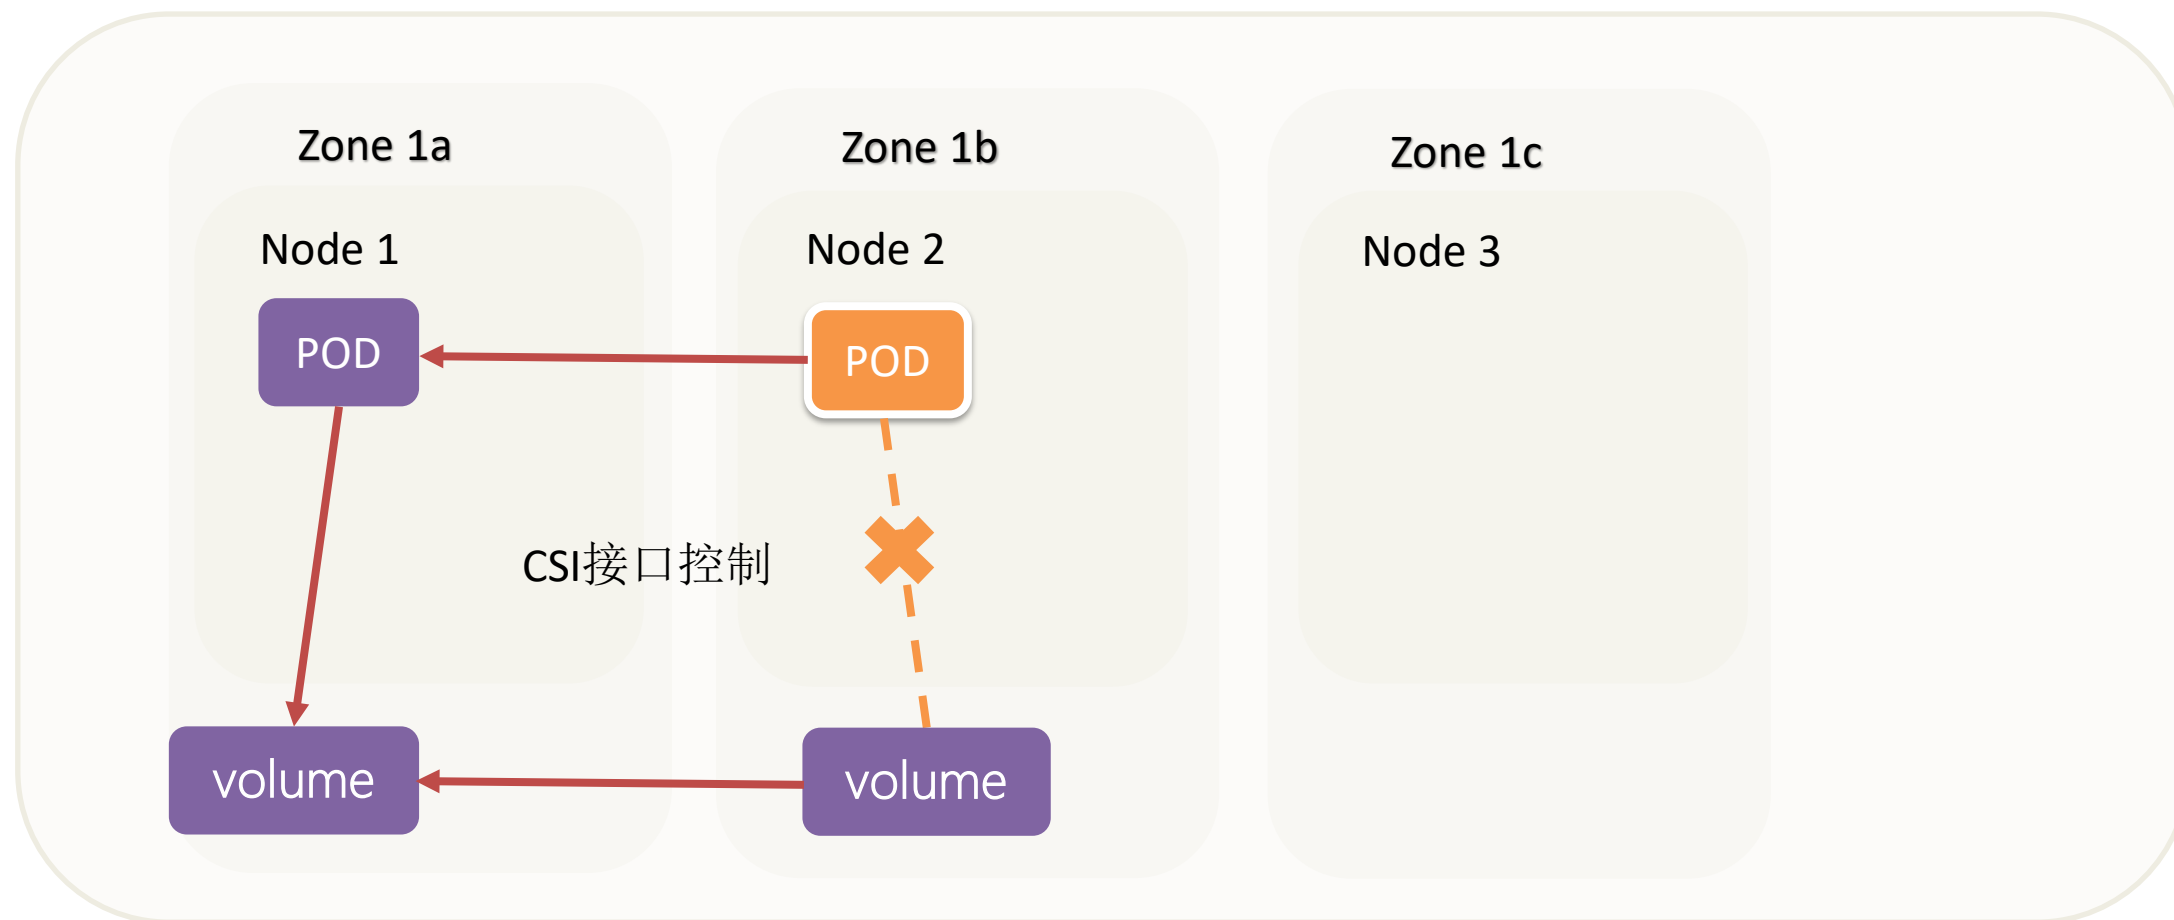 Zone 1a
Zone 1b
Zone 1c
Node 1
Node 2
Node 3
POD
POD
CSI接口控制
volume
volume